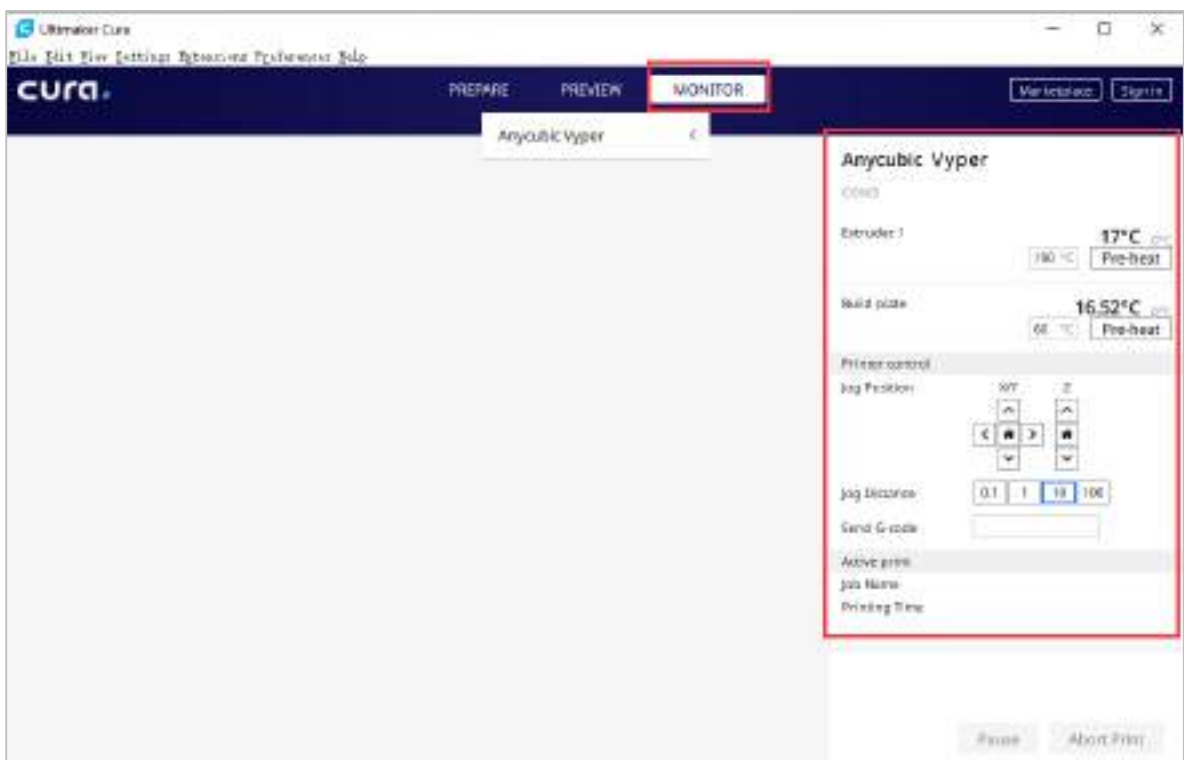 Ultimaker Cura
File Edit View Settings Extensions Preferences Help
cura. PREPARE PREVIEW MONITOR Marketplace Sign in
Anycubic Vyper
Anycubic Vyper
Extruder 1 17°C
180 °C Pre-heat
Build plate 16.52°C
60 °C Pre-heat
Printer control
Jog Position X/Y Z
Jog Distance 0.1 1 10 100
Send G-code
Active print
Job Name
Printing Time
Pause Abort Print